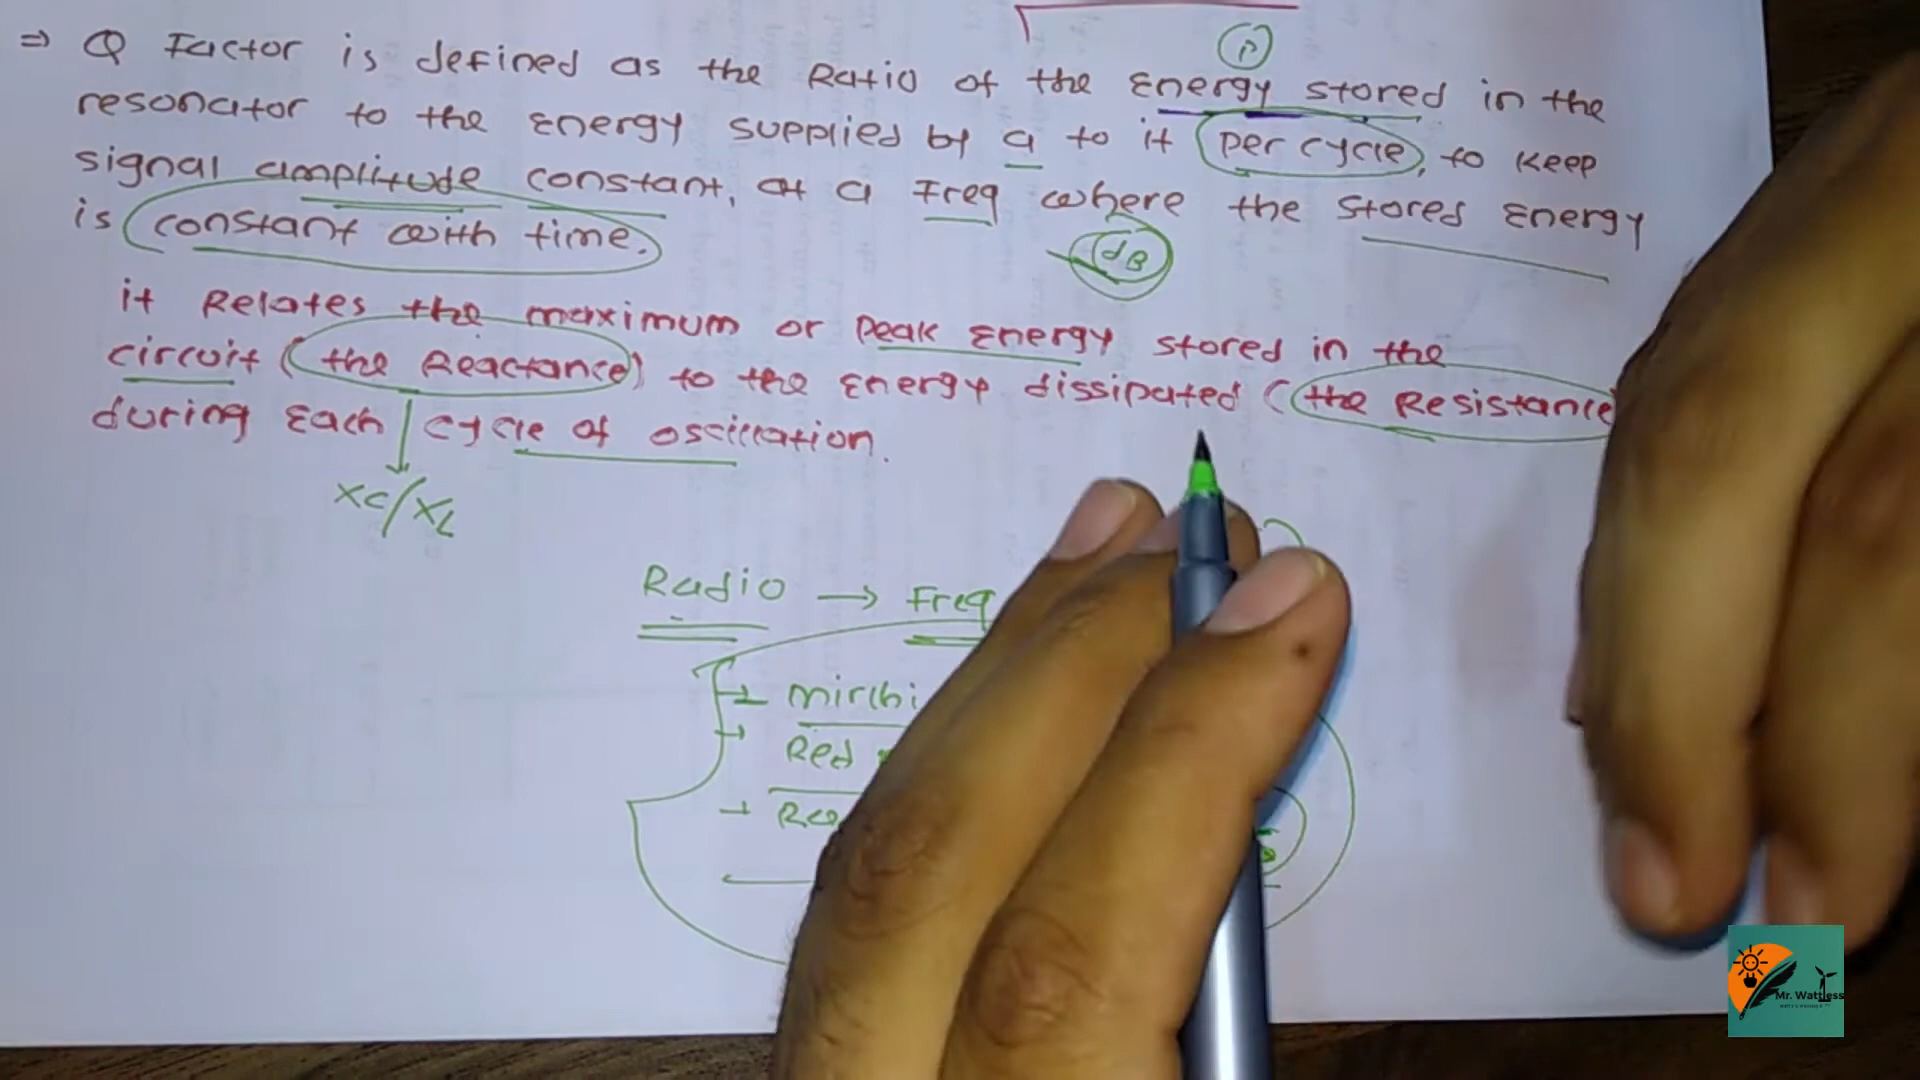 P
⇒ Q Factor is defined as the Ratio of the Energy stored in the
resonator to the Energy supplied by a to it per cycle, to keep
signal amplitude constant, at a Freq where the stored Energy
is constant with time.
dB
it Relates the maximum or peak Energy stored in the
circuit (the Reactance) to the Energy dissipated (the Resistance
during Each cycle of oscillation.
Xc/XL
Radio → Freq
→ mirchi
→ Red
→
Mr. Wattless